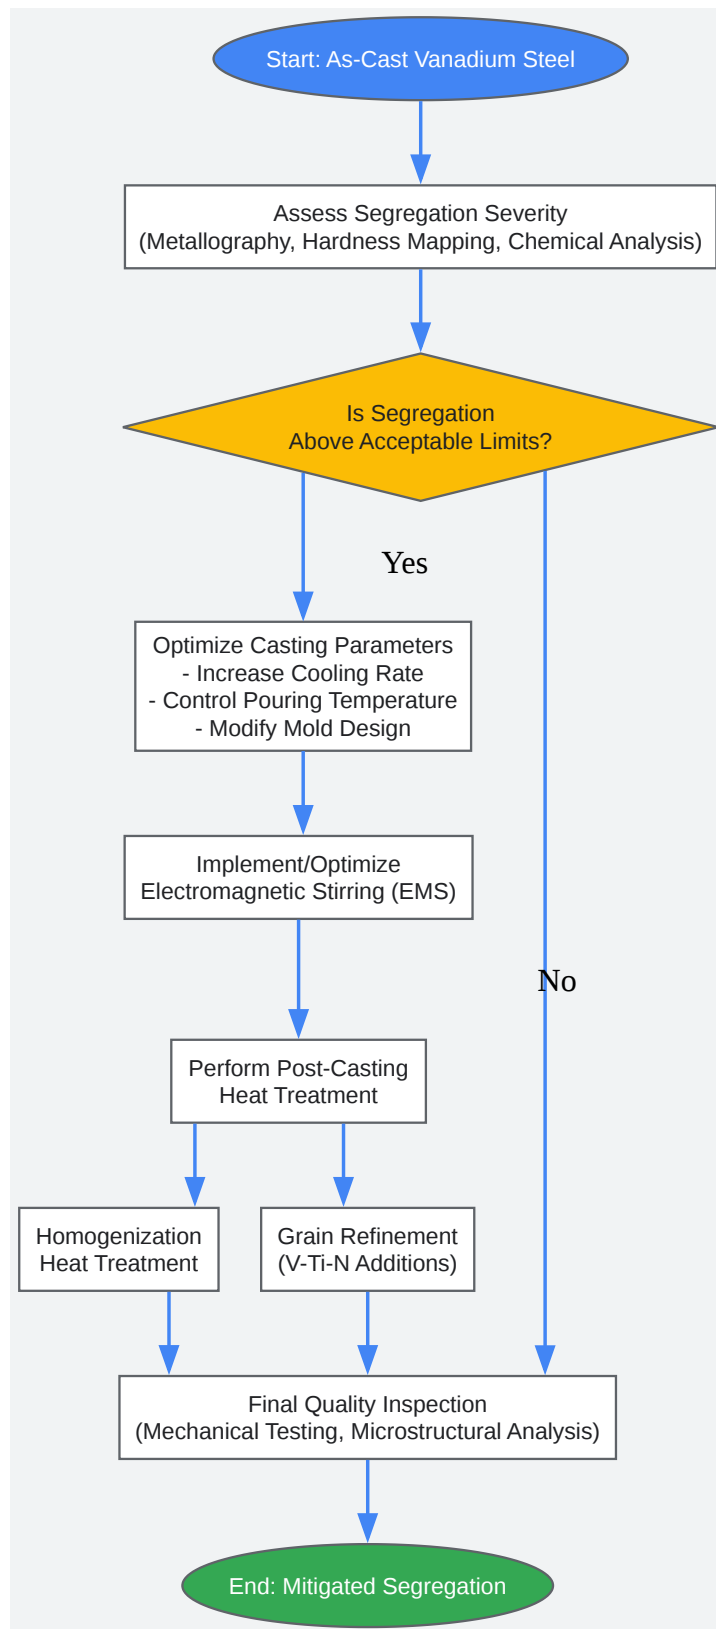 Start: As-Cast Vanadium Steel
Assess Segregation Severity
(Metallography, Hardness Mapping, Chemical Analysis)
Is Segregation
Above Acceptable Limits?
Yes
Optimize Casting Parameters
- Increase Cooling Rate
- Control Pouring Temperature
- Modify Mold Design
Implement/Optimize
Electromagnetic Stirring (EMS)
No
Perform Post-Casting
Heat Treatment
Homogenization
Heat Treatment
Grain Refinement
(V-Ti-N Additions)
Final Quality Inspection
(Mechanical Testing, Microstructural Analysis)
End: Mitigated Segregation